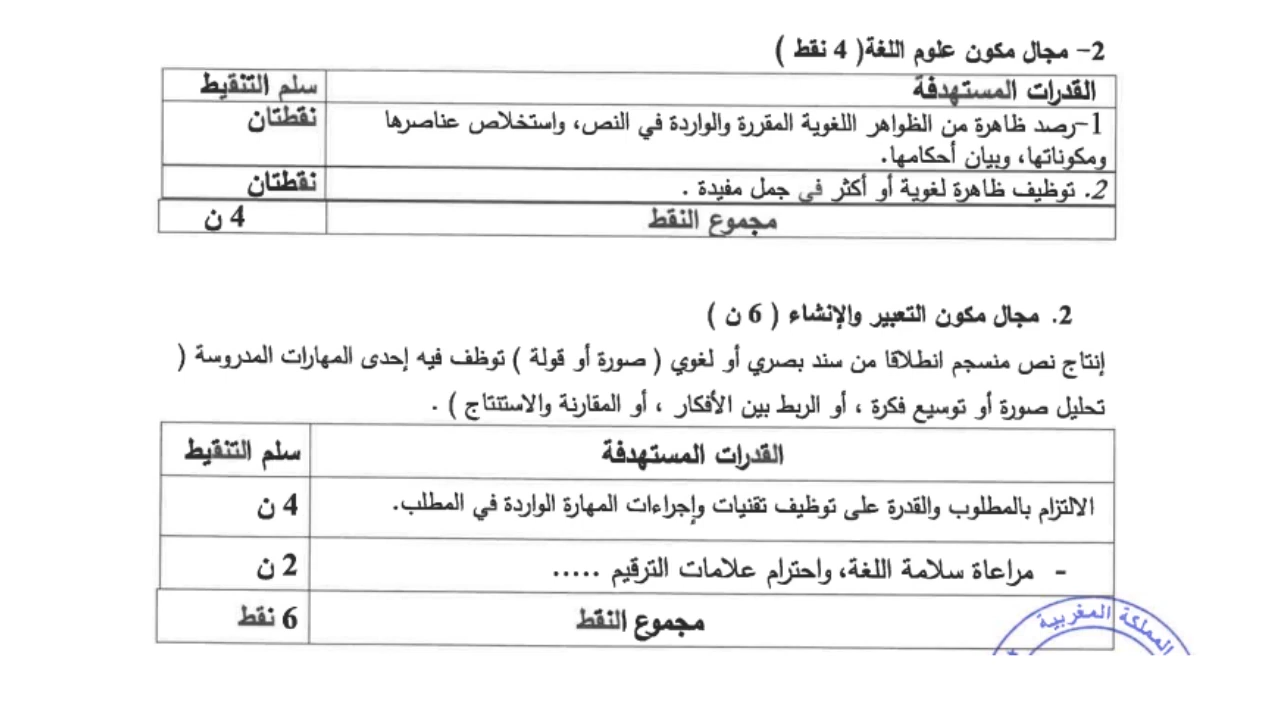 2- مجال مكون علوم اللغة( 4 نقط )
القدرات المستهدفة سلم التنقيط
1-رصد ظاهرة من الظواهر اللغوية المقررة والواردة في النص، واستخلاص عناصرها نقطتان
ومكوناتها، وبيان أحكامها.
2. توظيف ظاهرة لغوية أو أكثر في جمل مفيدة . نقطتان
مجموع النقط 4 ن
2. مجال مكون التعبير والإنشاء ( 6 ن )
إنتاج نص منسجم انطلاقا من سند بصري أو لغوي ( صورة أو قولة ) توظف فيه إحدى المهارات المدروسة (
تحليل صورة أو توسيع فكرة ، أو الربط بين الأفكار ، أو المقارنة والاستنتاج ) .
القدرات المستهدفة سلم التنقيط
الالتزام بالمطلوب والقدرة على توظيف تقنيات وإجراءات المهارة الواردة في المطلب. 4 ن
- مراعاة سلامة اللغة، واحترام علامات الترقيم ..... 2 ن
مجموع النقط 6 نقط
المملكة المغربية